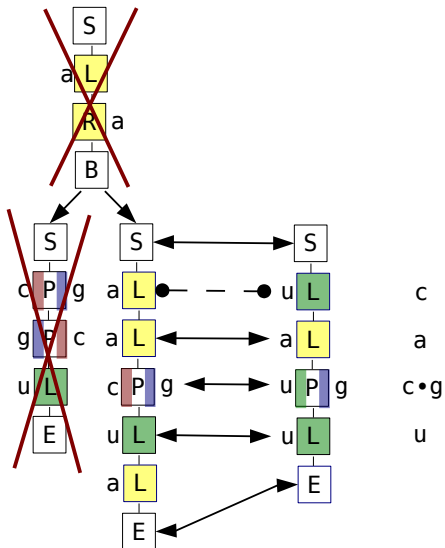 S
a L
R a
B
S S S
c P g a L u L c
g P c a L a L a
u L c P g u P g c•g
E u L u L u
a L E
E